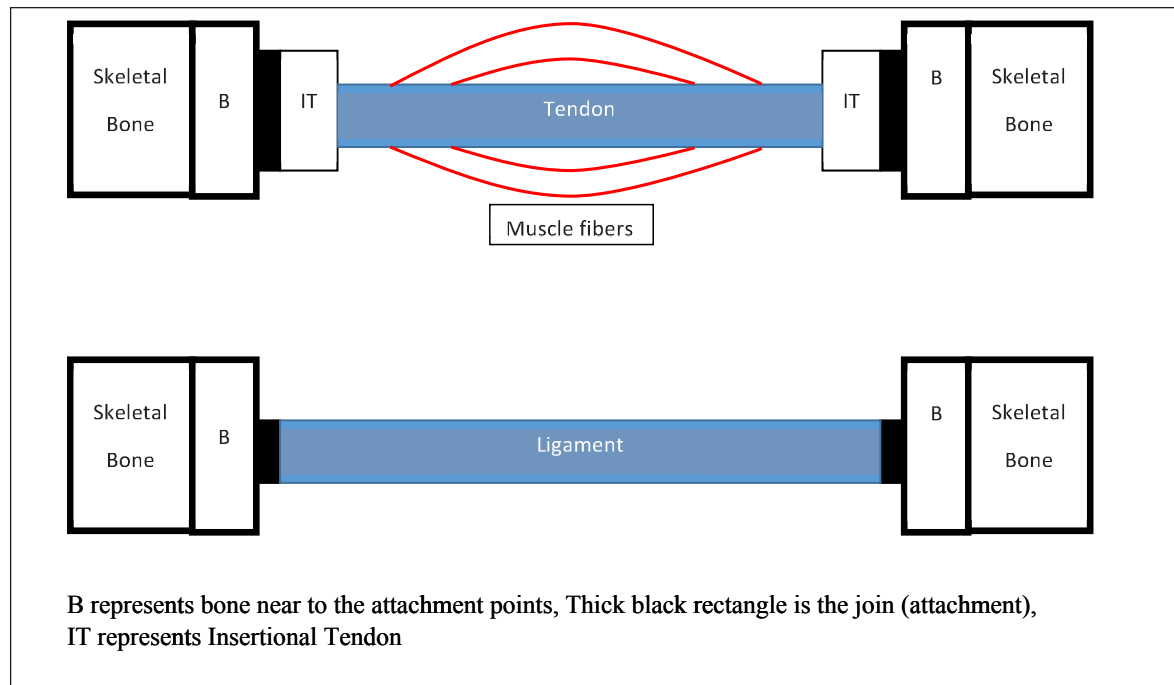 Skeletal
Bone
B
IT
Tendon
IT
B
Skeletal
Bone
Muscle fibers
Skeletal
Bone
B
Ligament
B
Skeletal
Bone
B represents bone near to the attachment points, Thick black rectangle is the join (attachment),
IT represents Insertional Tendon